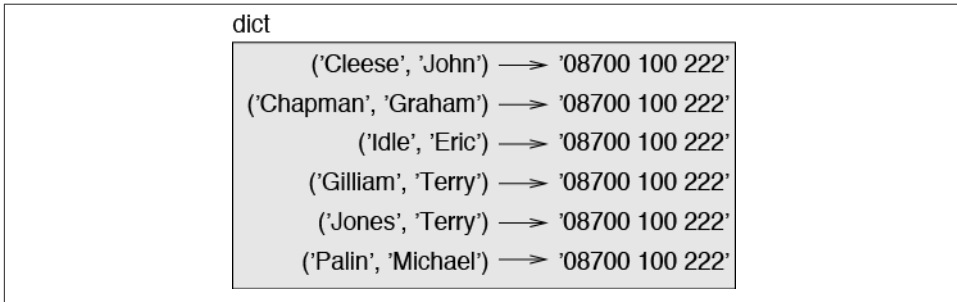 dict
('Cleese', 'John') → '08700 100 222'
('Chapman', 'Graham') → '08700 100 222'
('Idle', 'Eric') → '08700 100 222'
('Gilliam', 'Terry') → '08700 100 222'
('Jones', 'Terry') → '08700 100 222'
('Palin', 'Michael') → '08700 100 222'